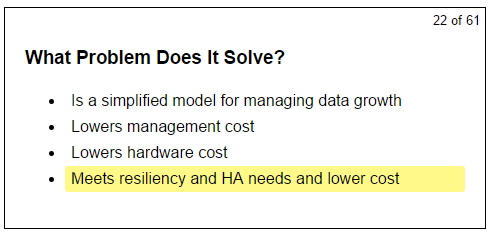 22 of 61
What Problem Does It Solve?
• Is a simplified model for managing data growth
• Lowers management cost
• Lowers hardware cost
• Meets resiliency and HA needs and lower cost